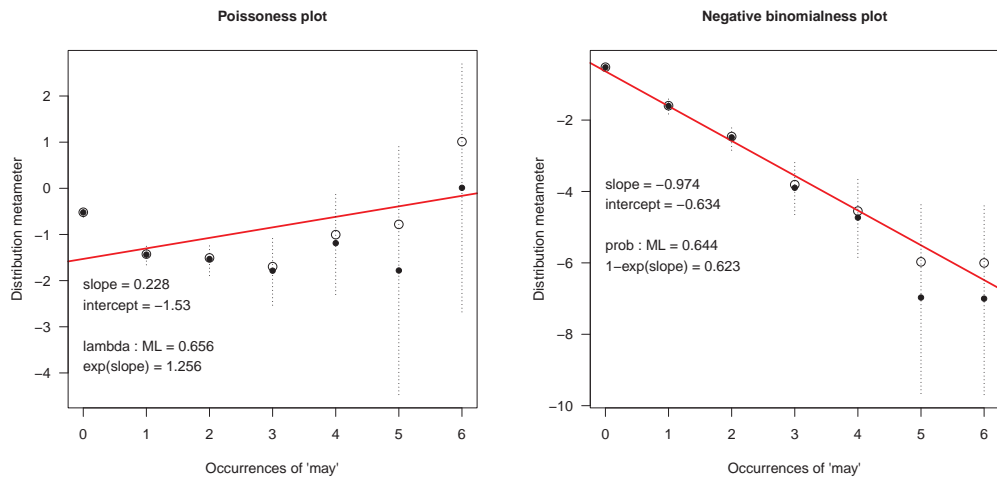 Poissoness plot
Distribution metameter
2
1
0
−1
−2
−3
−4
slope = 0.228
intercept = −1.53
lambda : ML = 0.656
exp(slope) = 1.256
0 1 2 3 4 5 6
Occurrences of 'may'
Negative binomialness plot
Distribution metameter
−2
−4
−6
−8
−10
slope = −0.974
intercept = −0.634
prob : ML = 0.644
1−exp(slope) = 0.623
0 1 2 3 4 5 6
Occurrences of 'may'